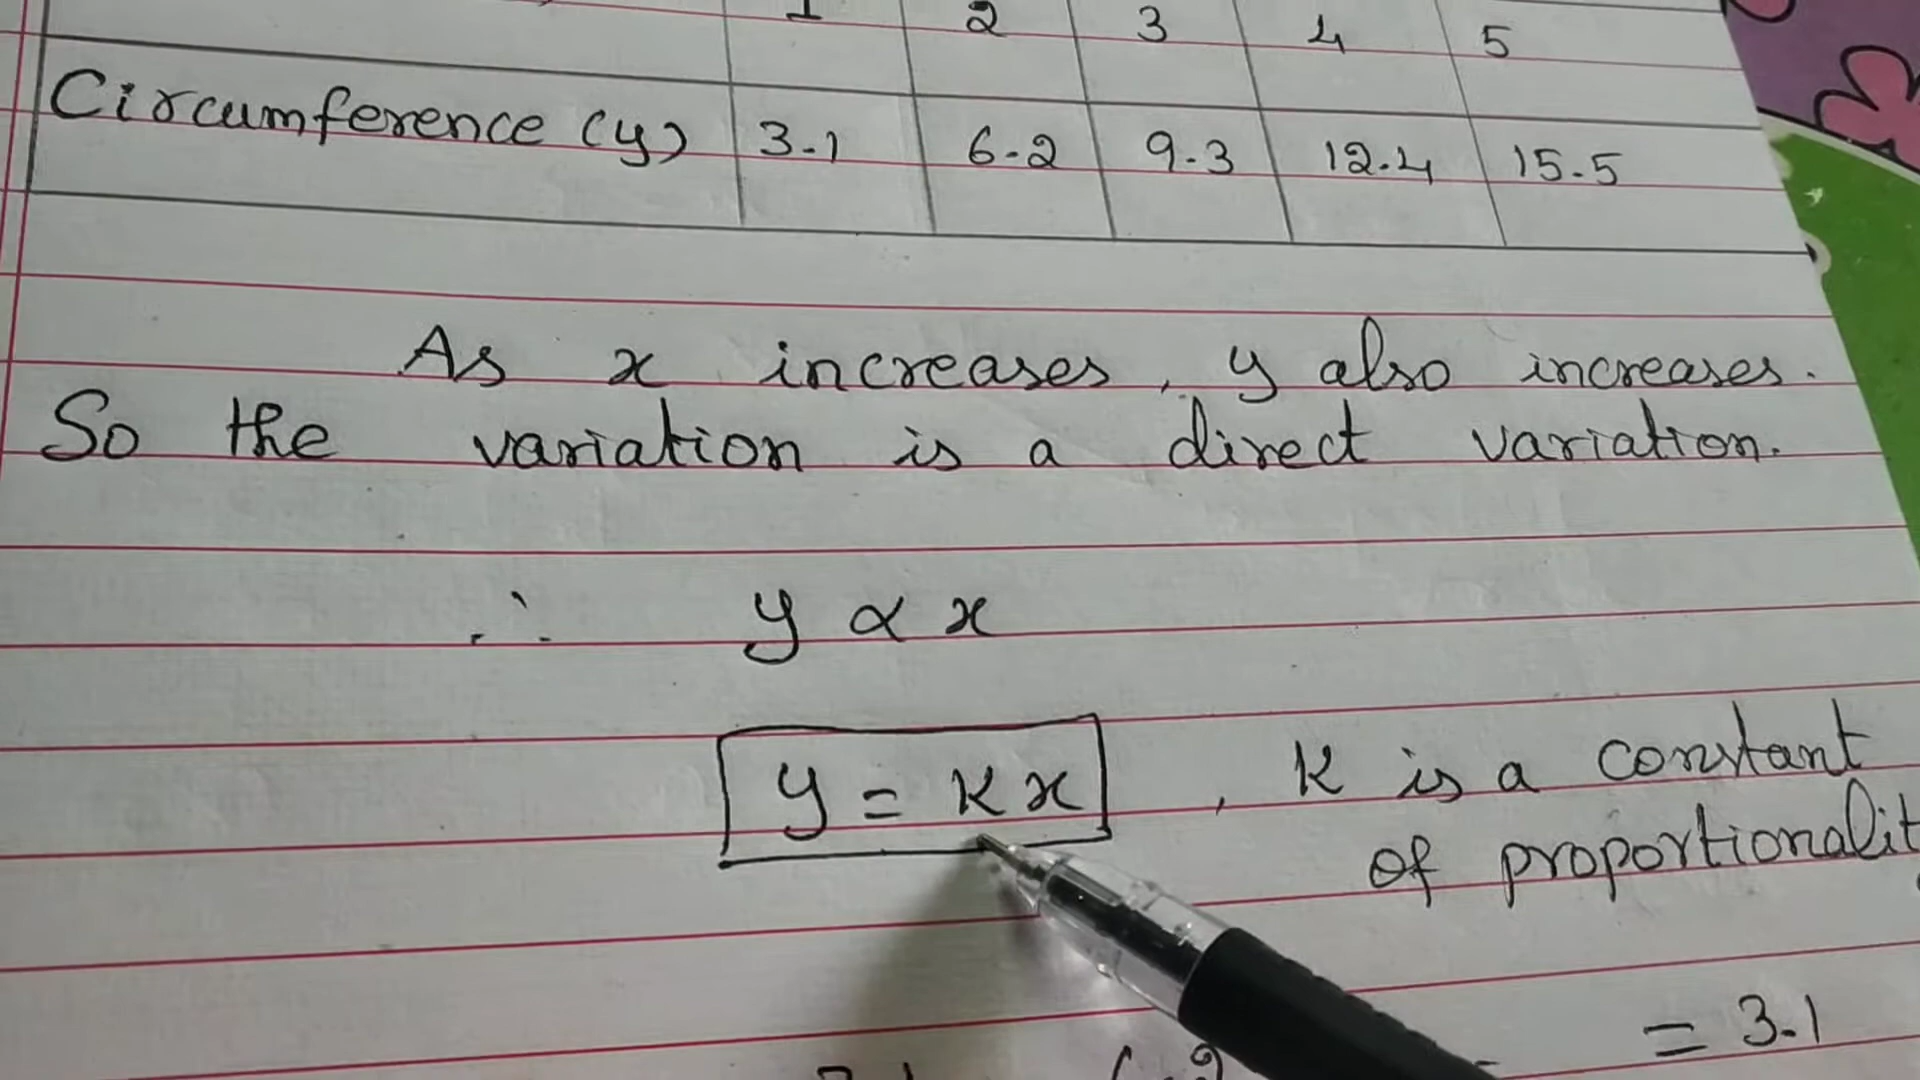 1 2 3 4 5
Circumference (y) 3.1 6.2 9.3 12.4 15.5
As x increases, y also increases.
So the variation is a direct variation.
∴ y ∝ x
y = Kx , K is a constant
of proportionalit
= 3.1